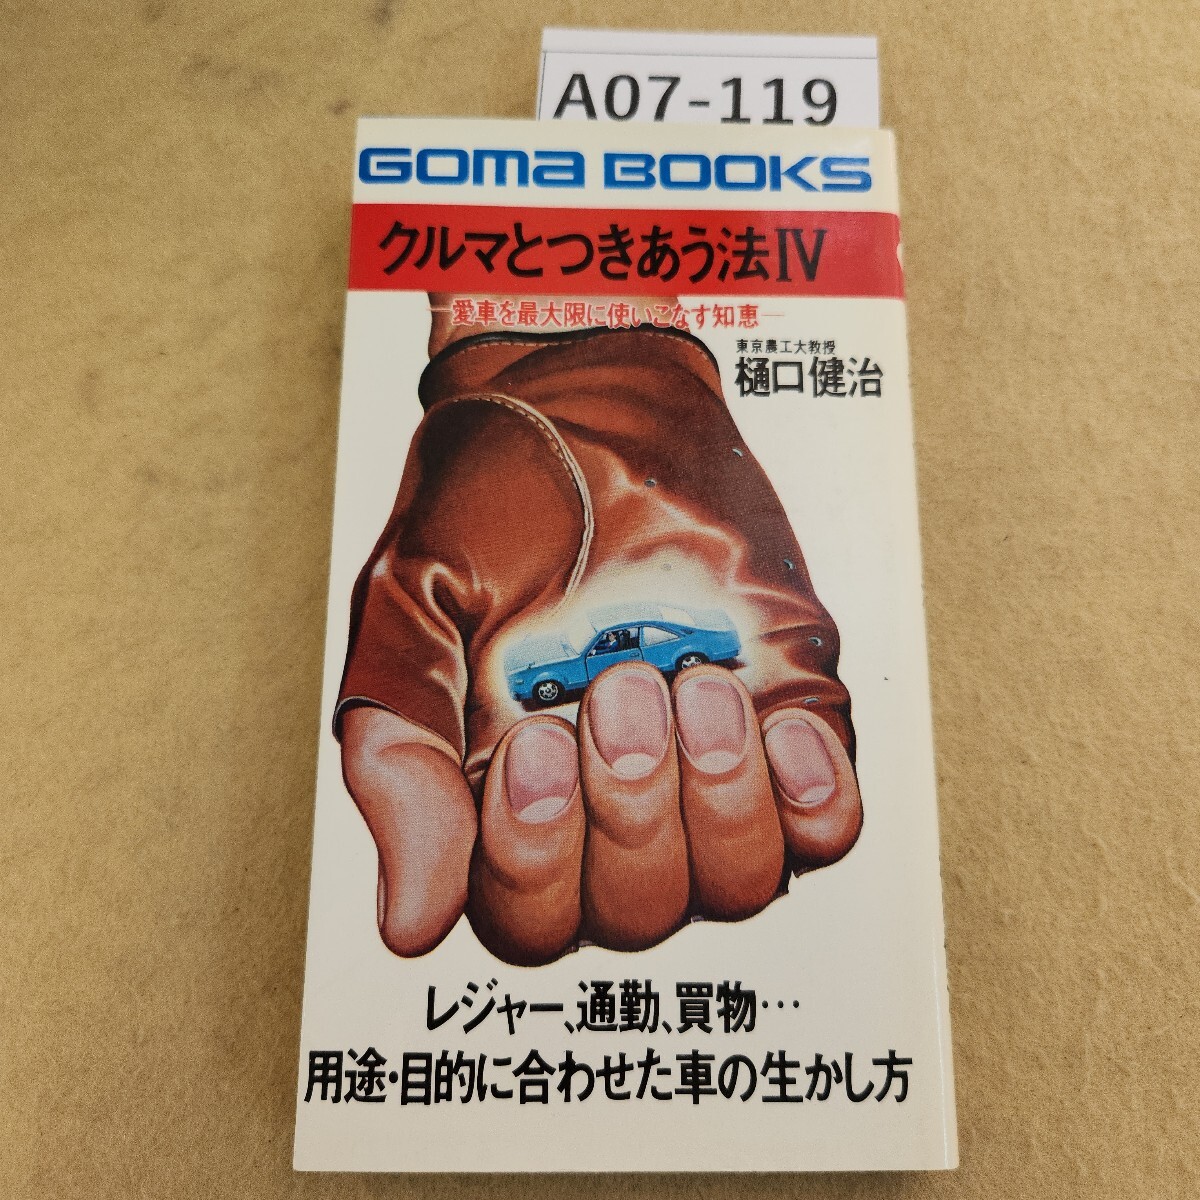 A07-119
GOMA BOOKS
クルマとつきあう法IV
—愛車を最大限に使いこなす知恵—
東京農工大教授
樋口健治
レジャー、通勤、買物…
用途・目的に合わせた車の生かし方